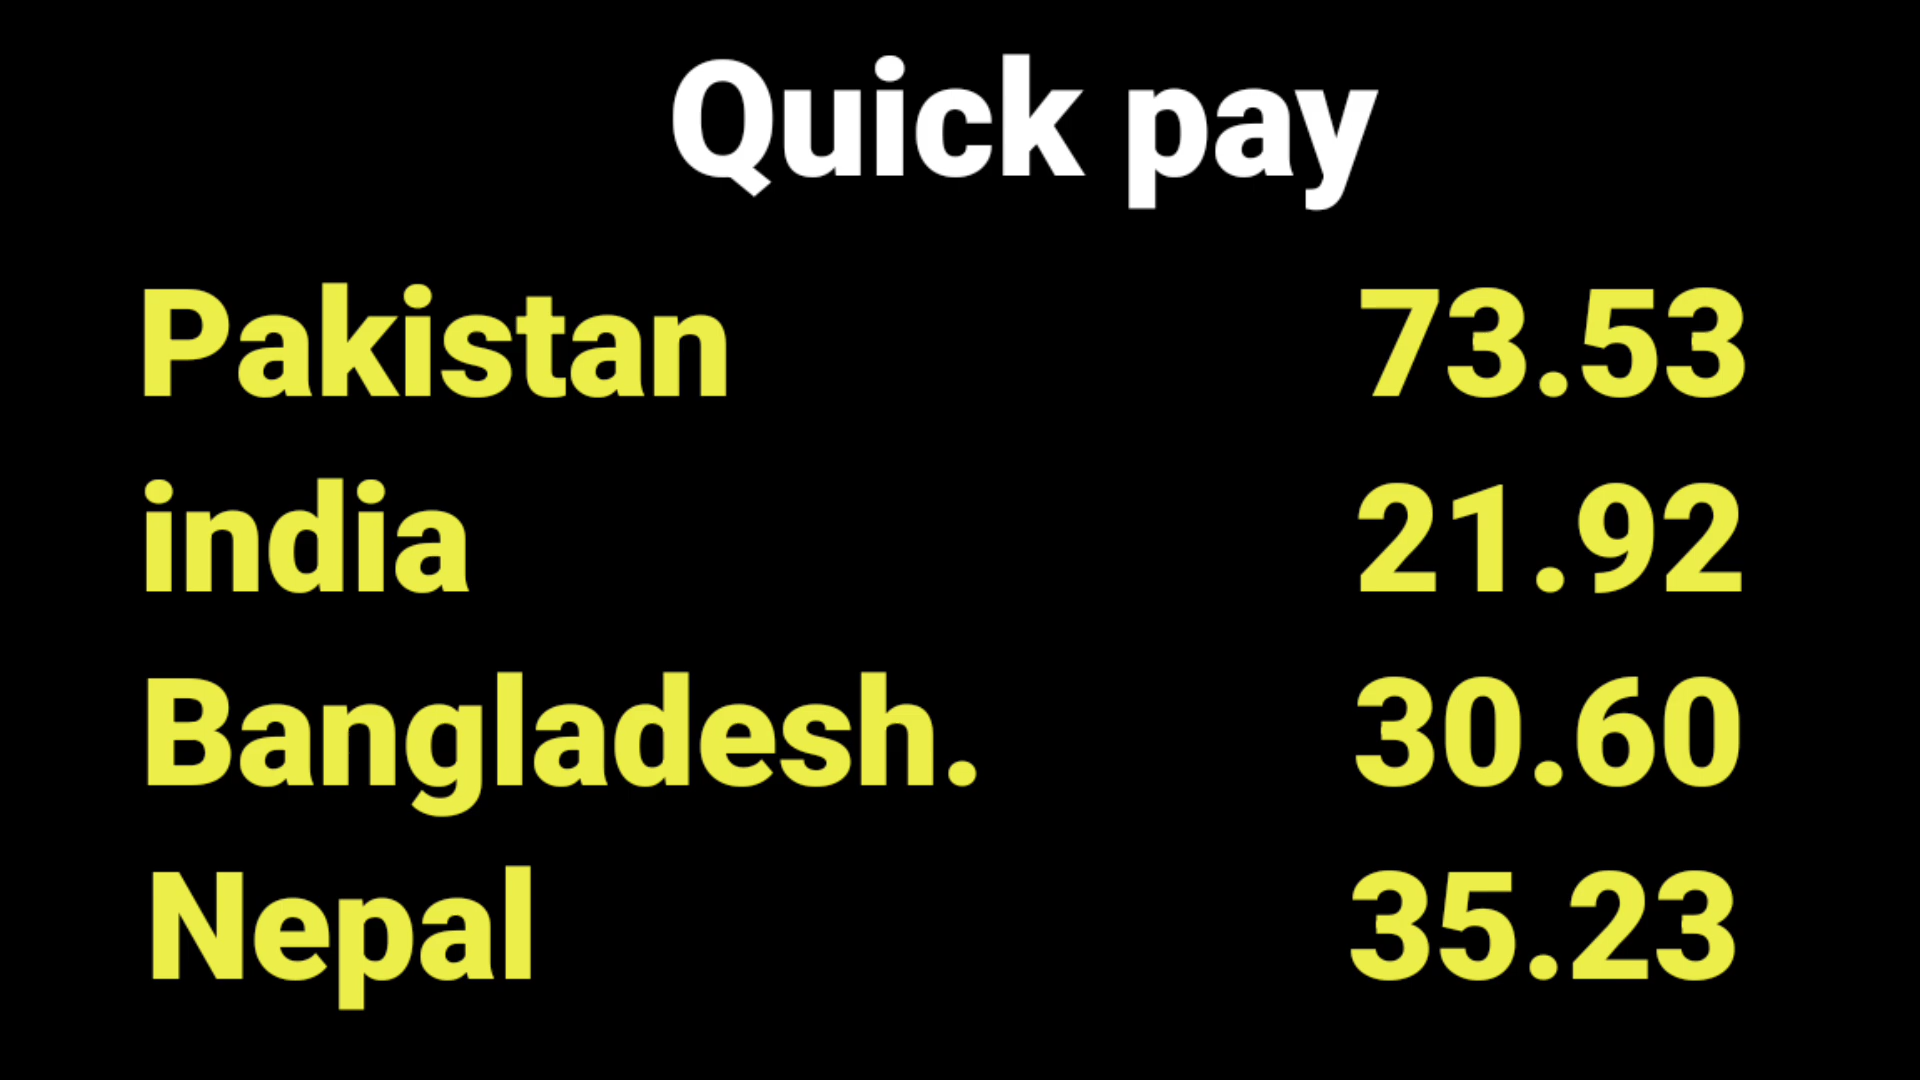 Quick pay
Pakistan 73.53
india 21.92
Bangladesh. 30.60
Nepal 35.23